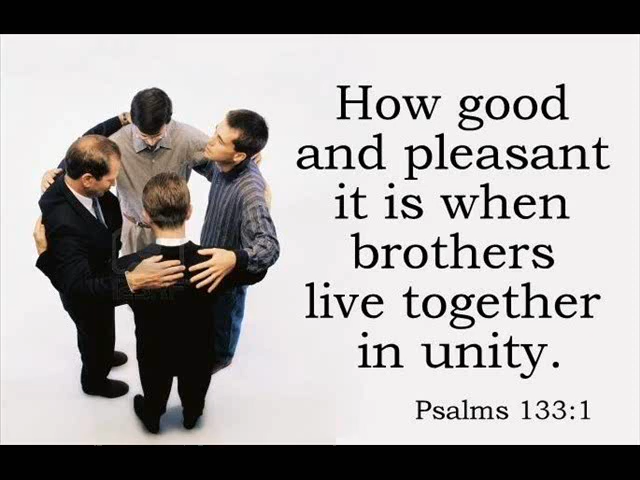 How good
and pleasant
it is when
brothers
live together
in unity.
Psalms 133:1